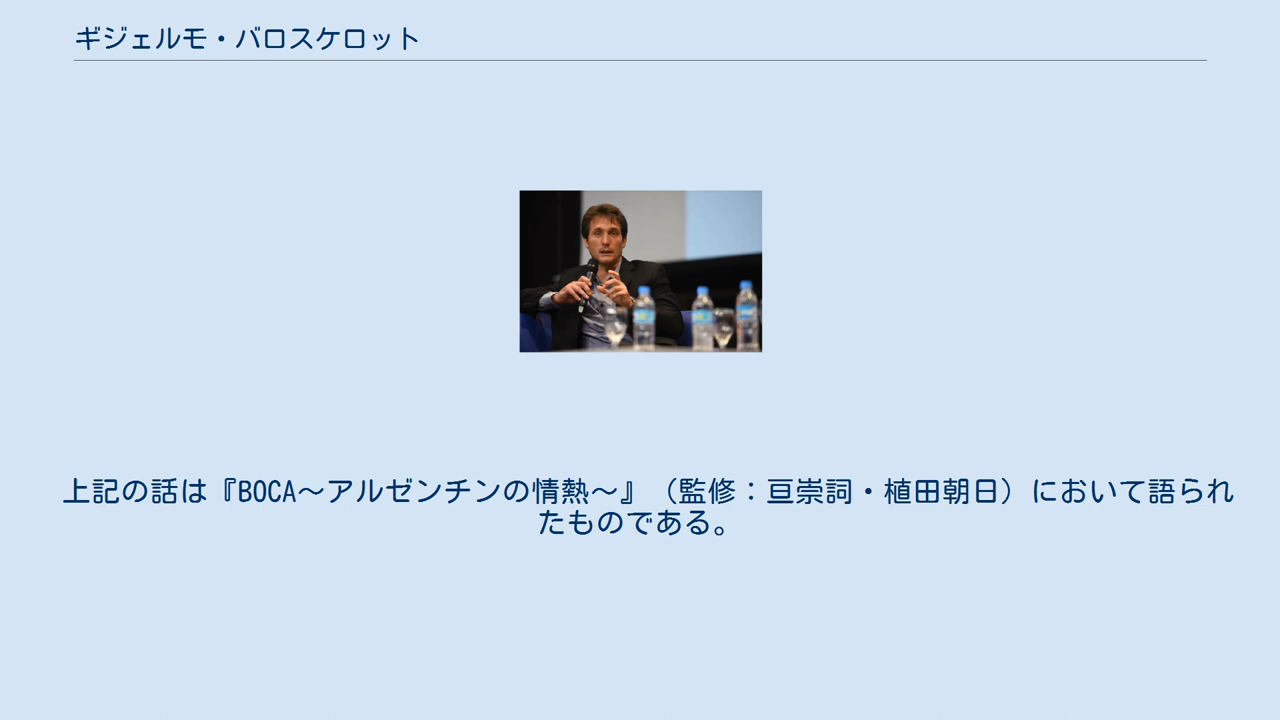 ギジェルモ・バロスケロット
上記の話は『BOCA〜アルゼンチンの情熱〜』（監修：亘崇詞・植田朝日）において語られ
たものである。